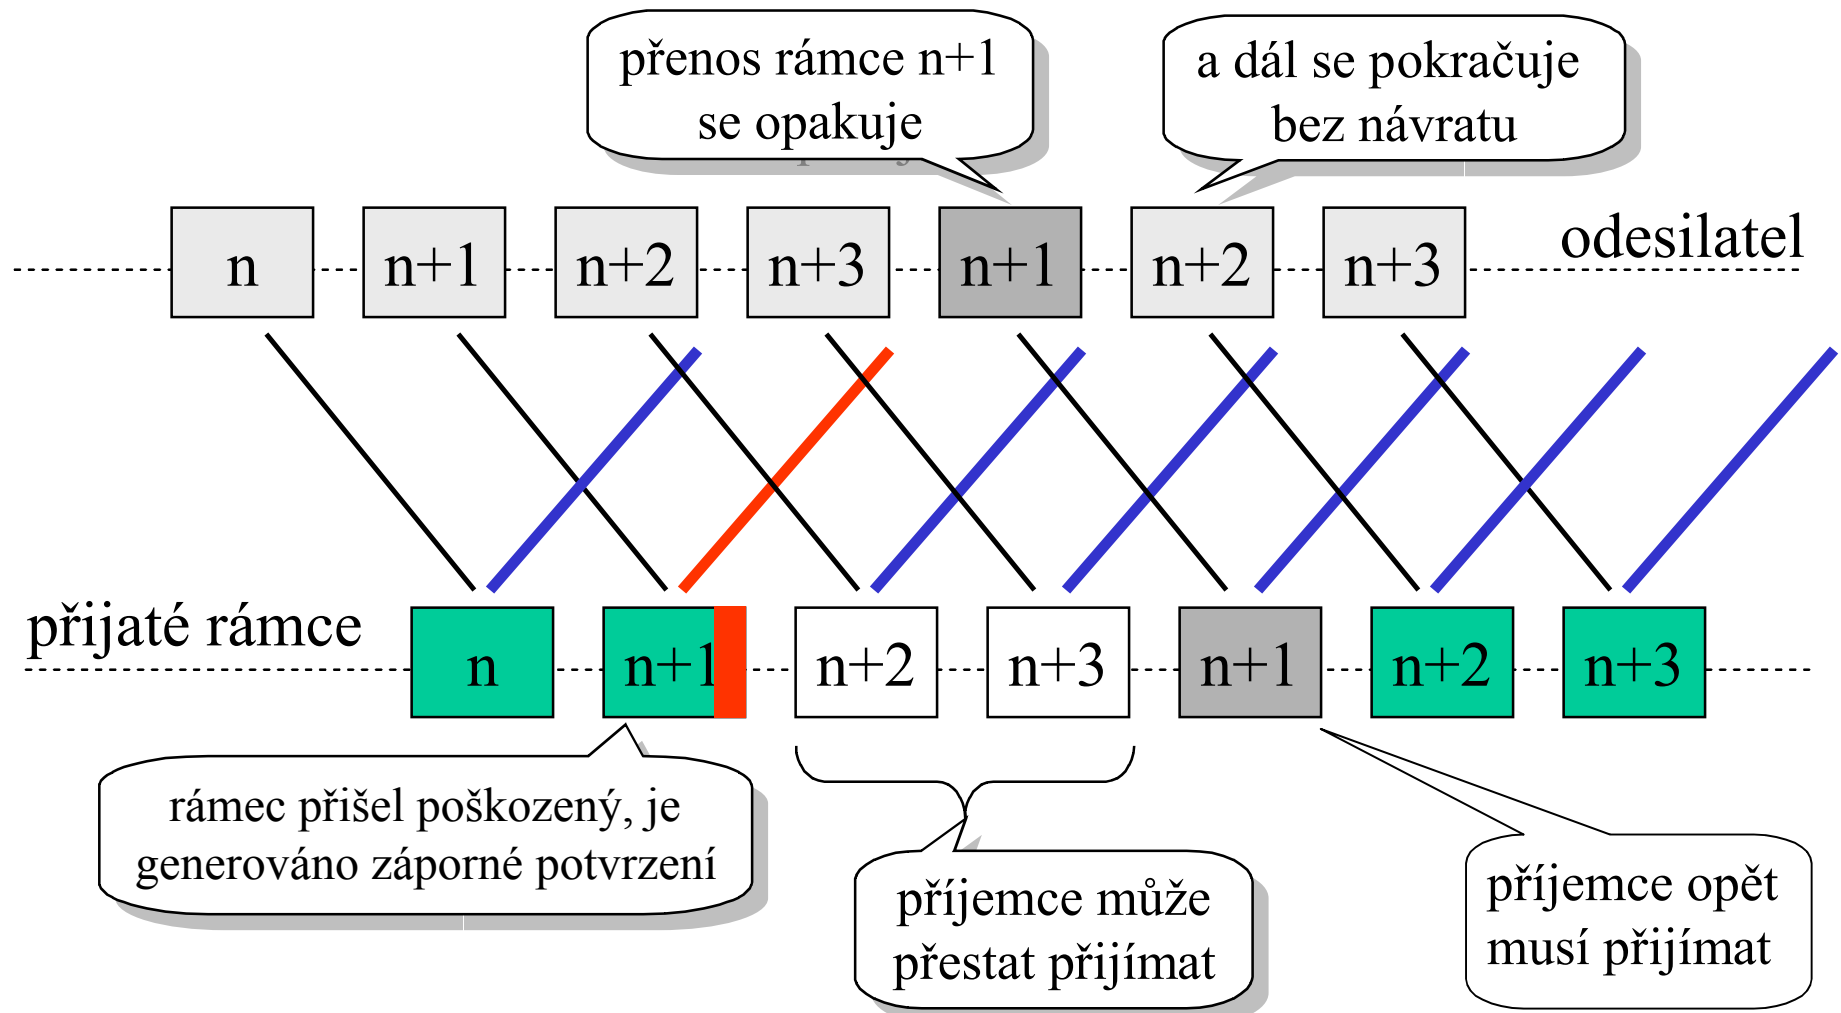 přenos rámce n+1
se opakuje
a dál se pokračuje
bez návratu
n
n+1
n+2
n+3
n+1
n+2
n+3
odesilatel
přijaté rámce
n
n+1
n+2
n+3
n+1
n+2
n+3
rámec přišel poškozený, je
generováno záporné potvrzení
příjemce může
přestat přijímat
příjemce opět
musí přijímat